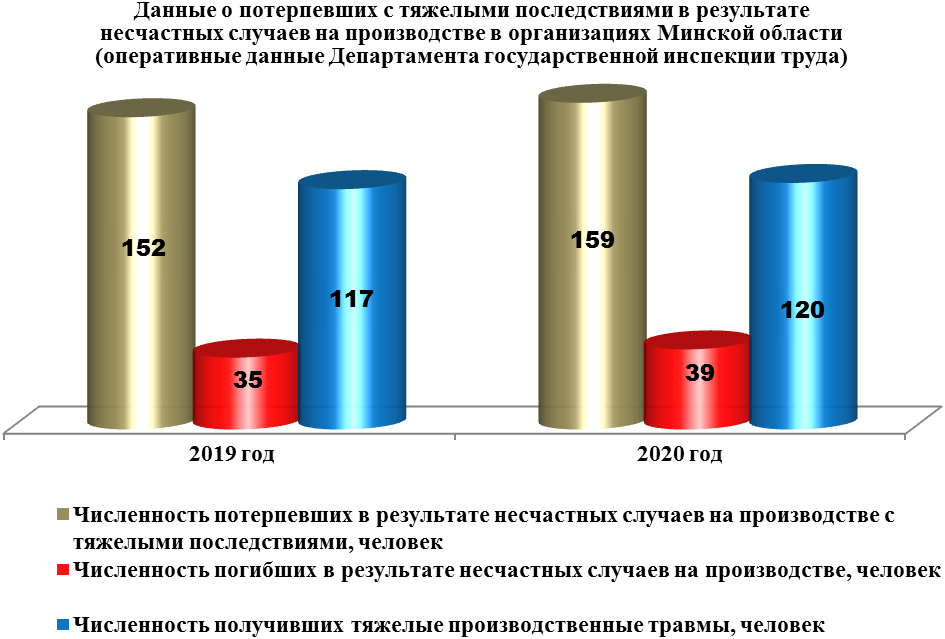 Данные о потерпевших с тяжелыми последствиями в результате
несчастных случаев на производстве в организациях Минской области
(оперативные данные Департамента государственной инспекции труда)
152
35
117
159
39
120
2019 год
2020 год
Численность потерпевших в результате несчастных случаев на производстве с
тяжелыми последствиями, человек
Численность погибших в результате несчастных случаев на производстве, человек
Численность получивших тяжелые производственные травмы, человек